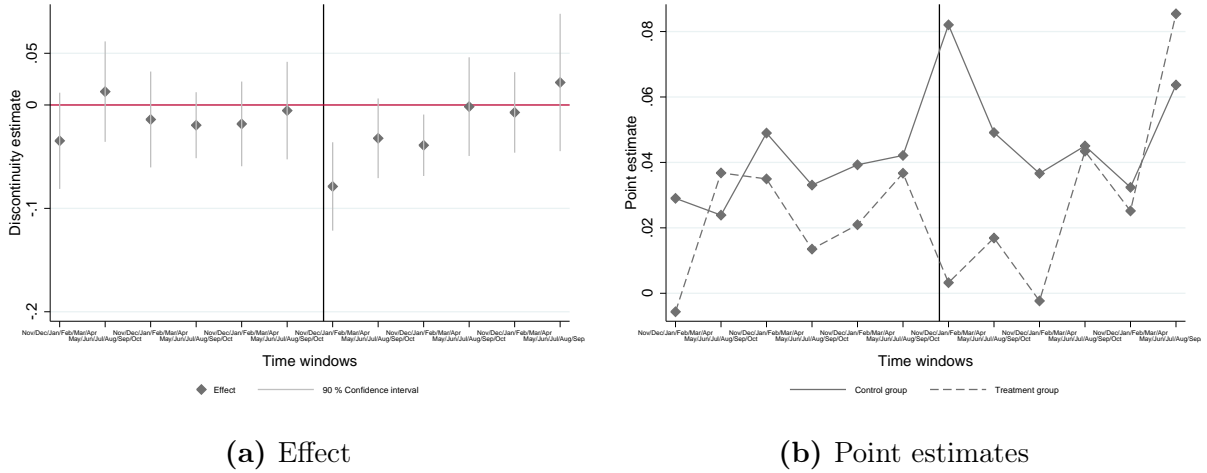 Discontinuity estimate
.05
0
-.1
-.2
Nov/Dec/Jan/Feb/Mar/Apr Nov/Dec/Jan/Feb/Mar/Apr Nov/Dec/Jan/Feb/Mar/Apr Nov/Dec/Jan/Feb/Mar/Apr Nov/Dec/Jan/Feb/Mar/Apr Nov/Dec/Jan/Feb/Mar/Apr
May/Jun/Jul/Aug/Sep/Oct May/Jun/Jul/Aug/Sep/Oct May/Jun/Jul/Aug/Sep/Oct May/Jun/Jul/Aug/Sep/Oct May/Jun/Jul/Aug/Sep/Oct May/Jun/Jul/Aug/Sep
Time windows
Effect 90 % Confidence interval
(a) Effect
Point estimate
.08
.06
.04
.02
0
Nov/Dec/Jan/Feb/Mar/Apr Nov/Dec/Jan/Feb/Mar/Apr Nov/Dec/Jan/Feb/Mar/Apr Nov/Dec/Jan/Feb/Mar/Apr Nov/Dec/Jan/Feb/Mar/Apr Nov/Dec/Jan/Feb/Mar/Apr
May/Jun/Jul/Aug/Sep/Oct May/Jun/Jul/Aug/Sep/Oct May/Jun/Jul/Aug/Sep/Oct May/Jun/Jul/Aug/Sep/Oct May/Jun/Jul/Aug/Sep/Oct May/Jun/Jul/Aug/Sep
Time windows
Control group Treatment group
(b) Point estimates